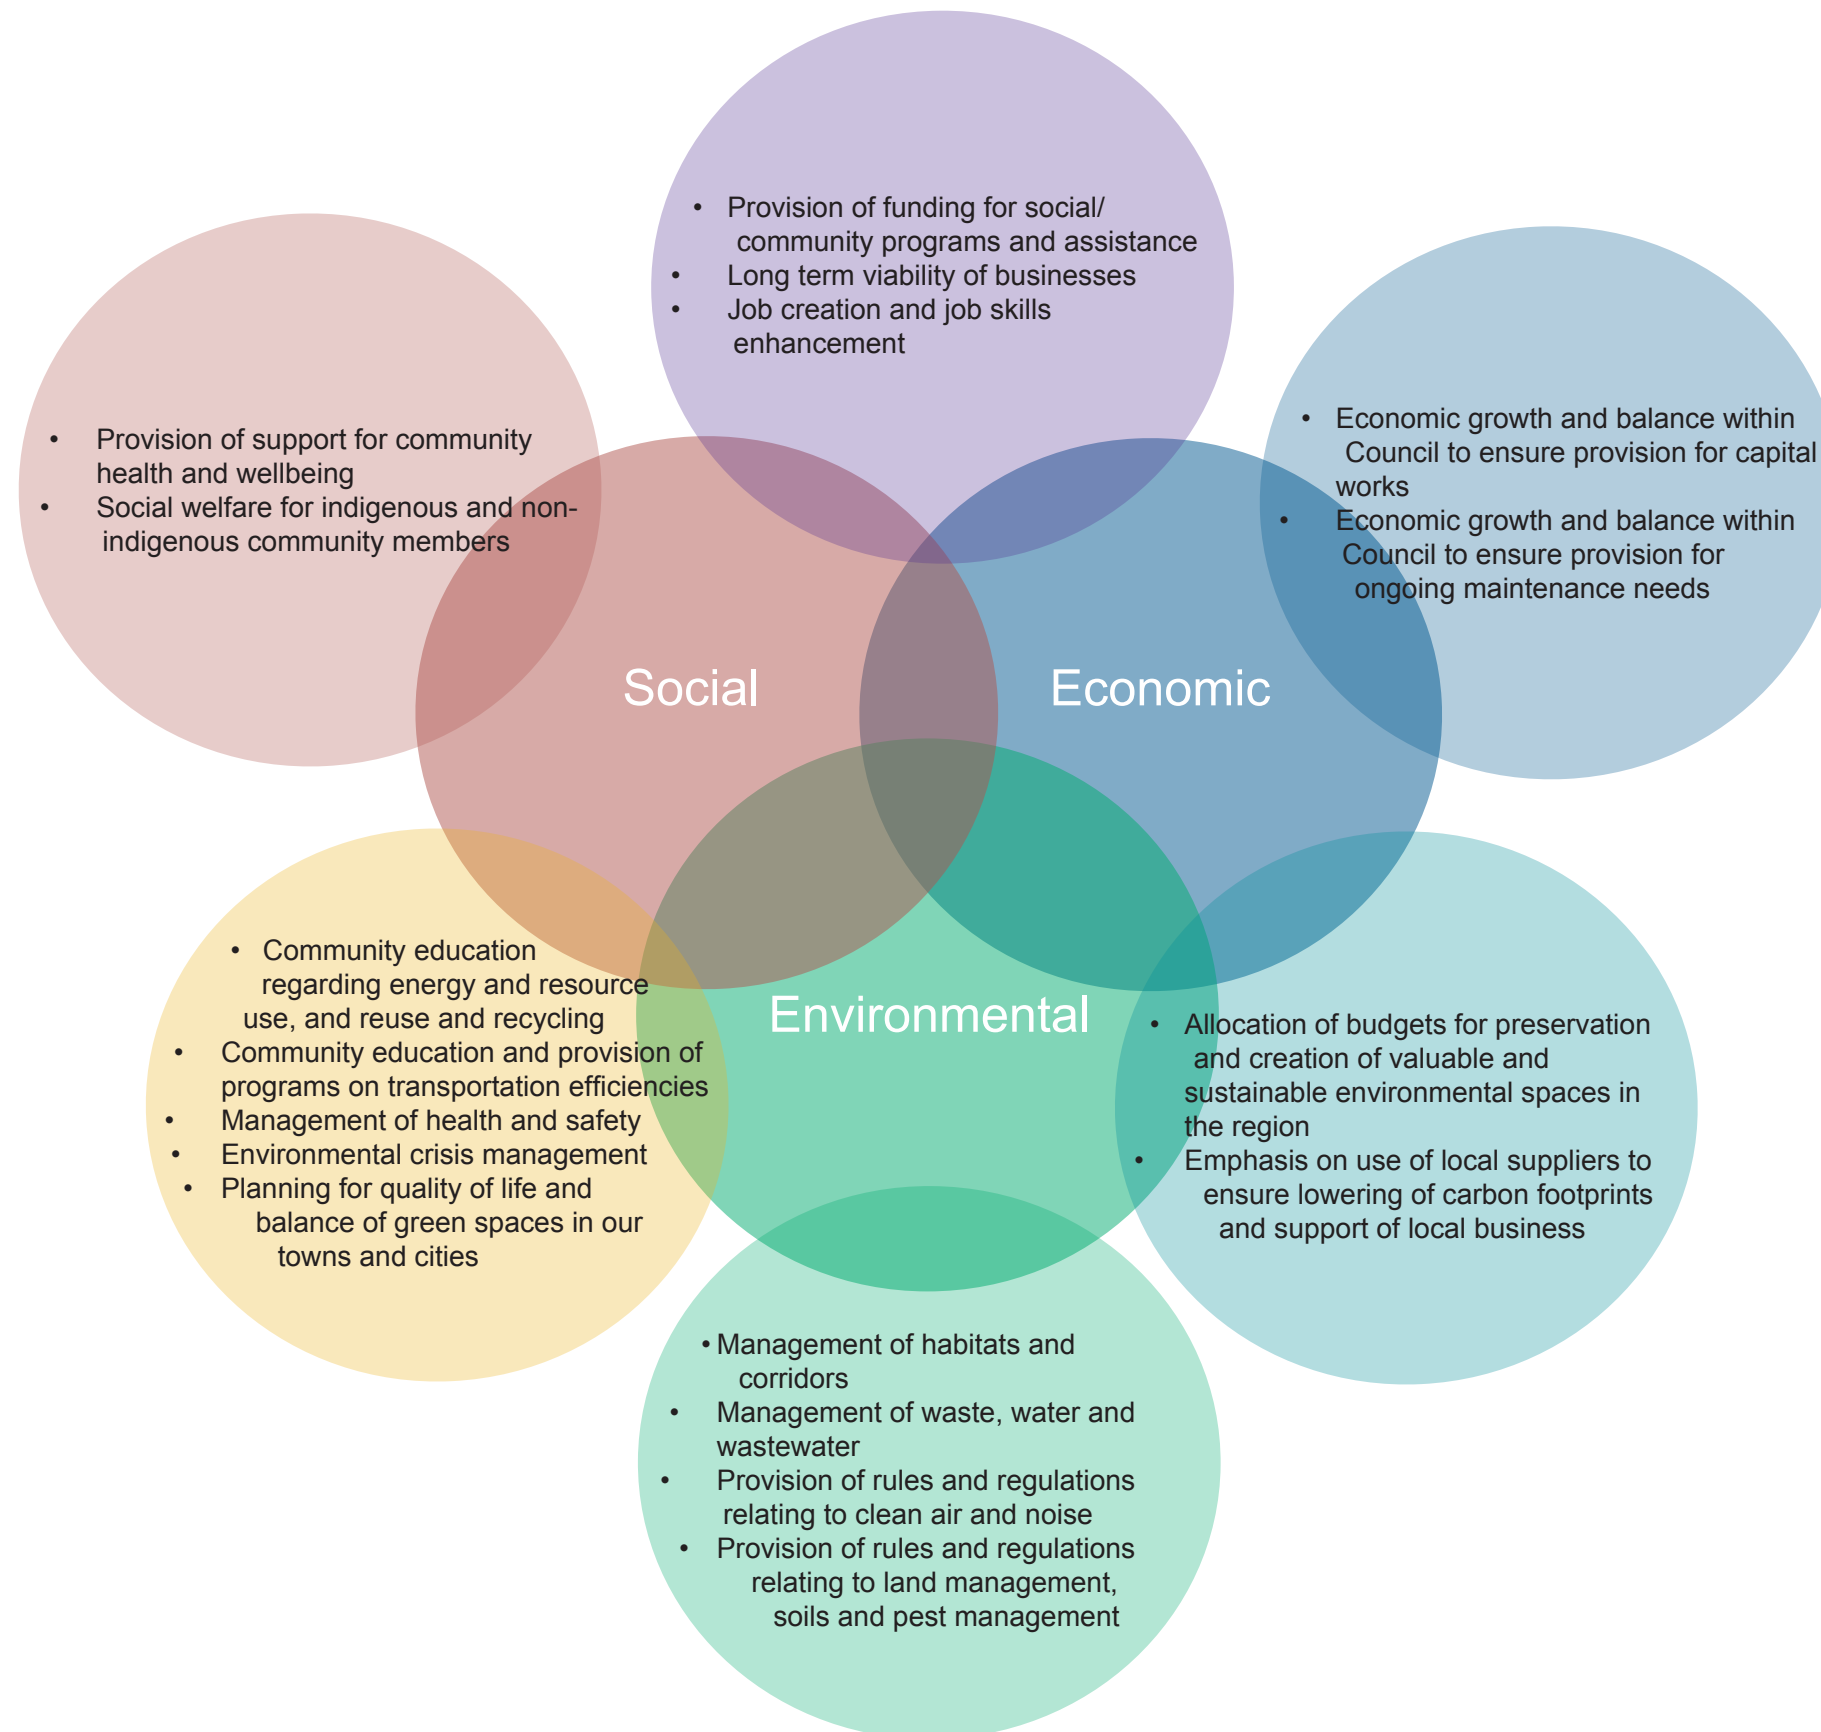 • Provision of funding for social/
community programs and assistance
• Long term viability of businesses
• Job creation and job skills
enhancement
• Provision of support for community
health and wellbeing
• Social welfare for indigenous and non-
indigenous community members
• Economic growth and balance within
Council to ensure provision for capital
works
• Economic growth and balance within
Council to ensure provision for
ongoing maintenance needs
Social
Economic
Environmental
• Community education
regarding energy and resource
use, and reuse and recycling
• Community education and provision of
programs on transportation efficiencies
• Management of health and safety
• Environmental crisis management
• Planning for quality of life and
balance of green spaces in our
towns and cities
• Allocation of budgets for preservation
and creation of valuable and
sustainable environmental spaces in
the region
• Emphasis on use of local suppliers to
ensure lowering of carbon footprints
and support of local business
• Management of habitats and
corridors
• Management of waste, water and
wastewater
• Provision of rules and regulations
relating to clean air and noise
• Provision of rules and regulations
relating to land management,
soils and pest management